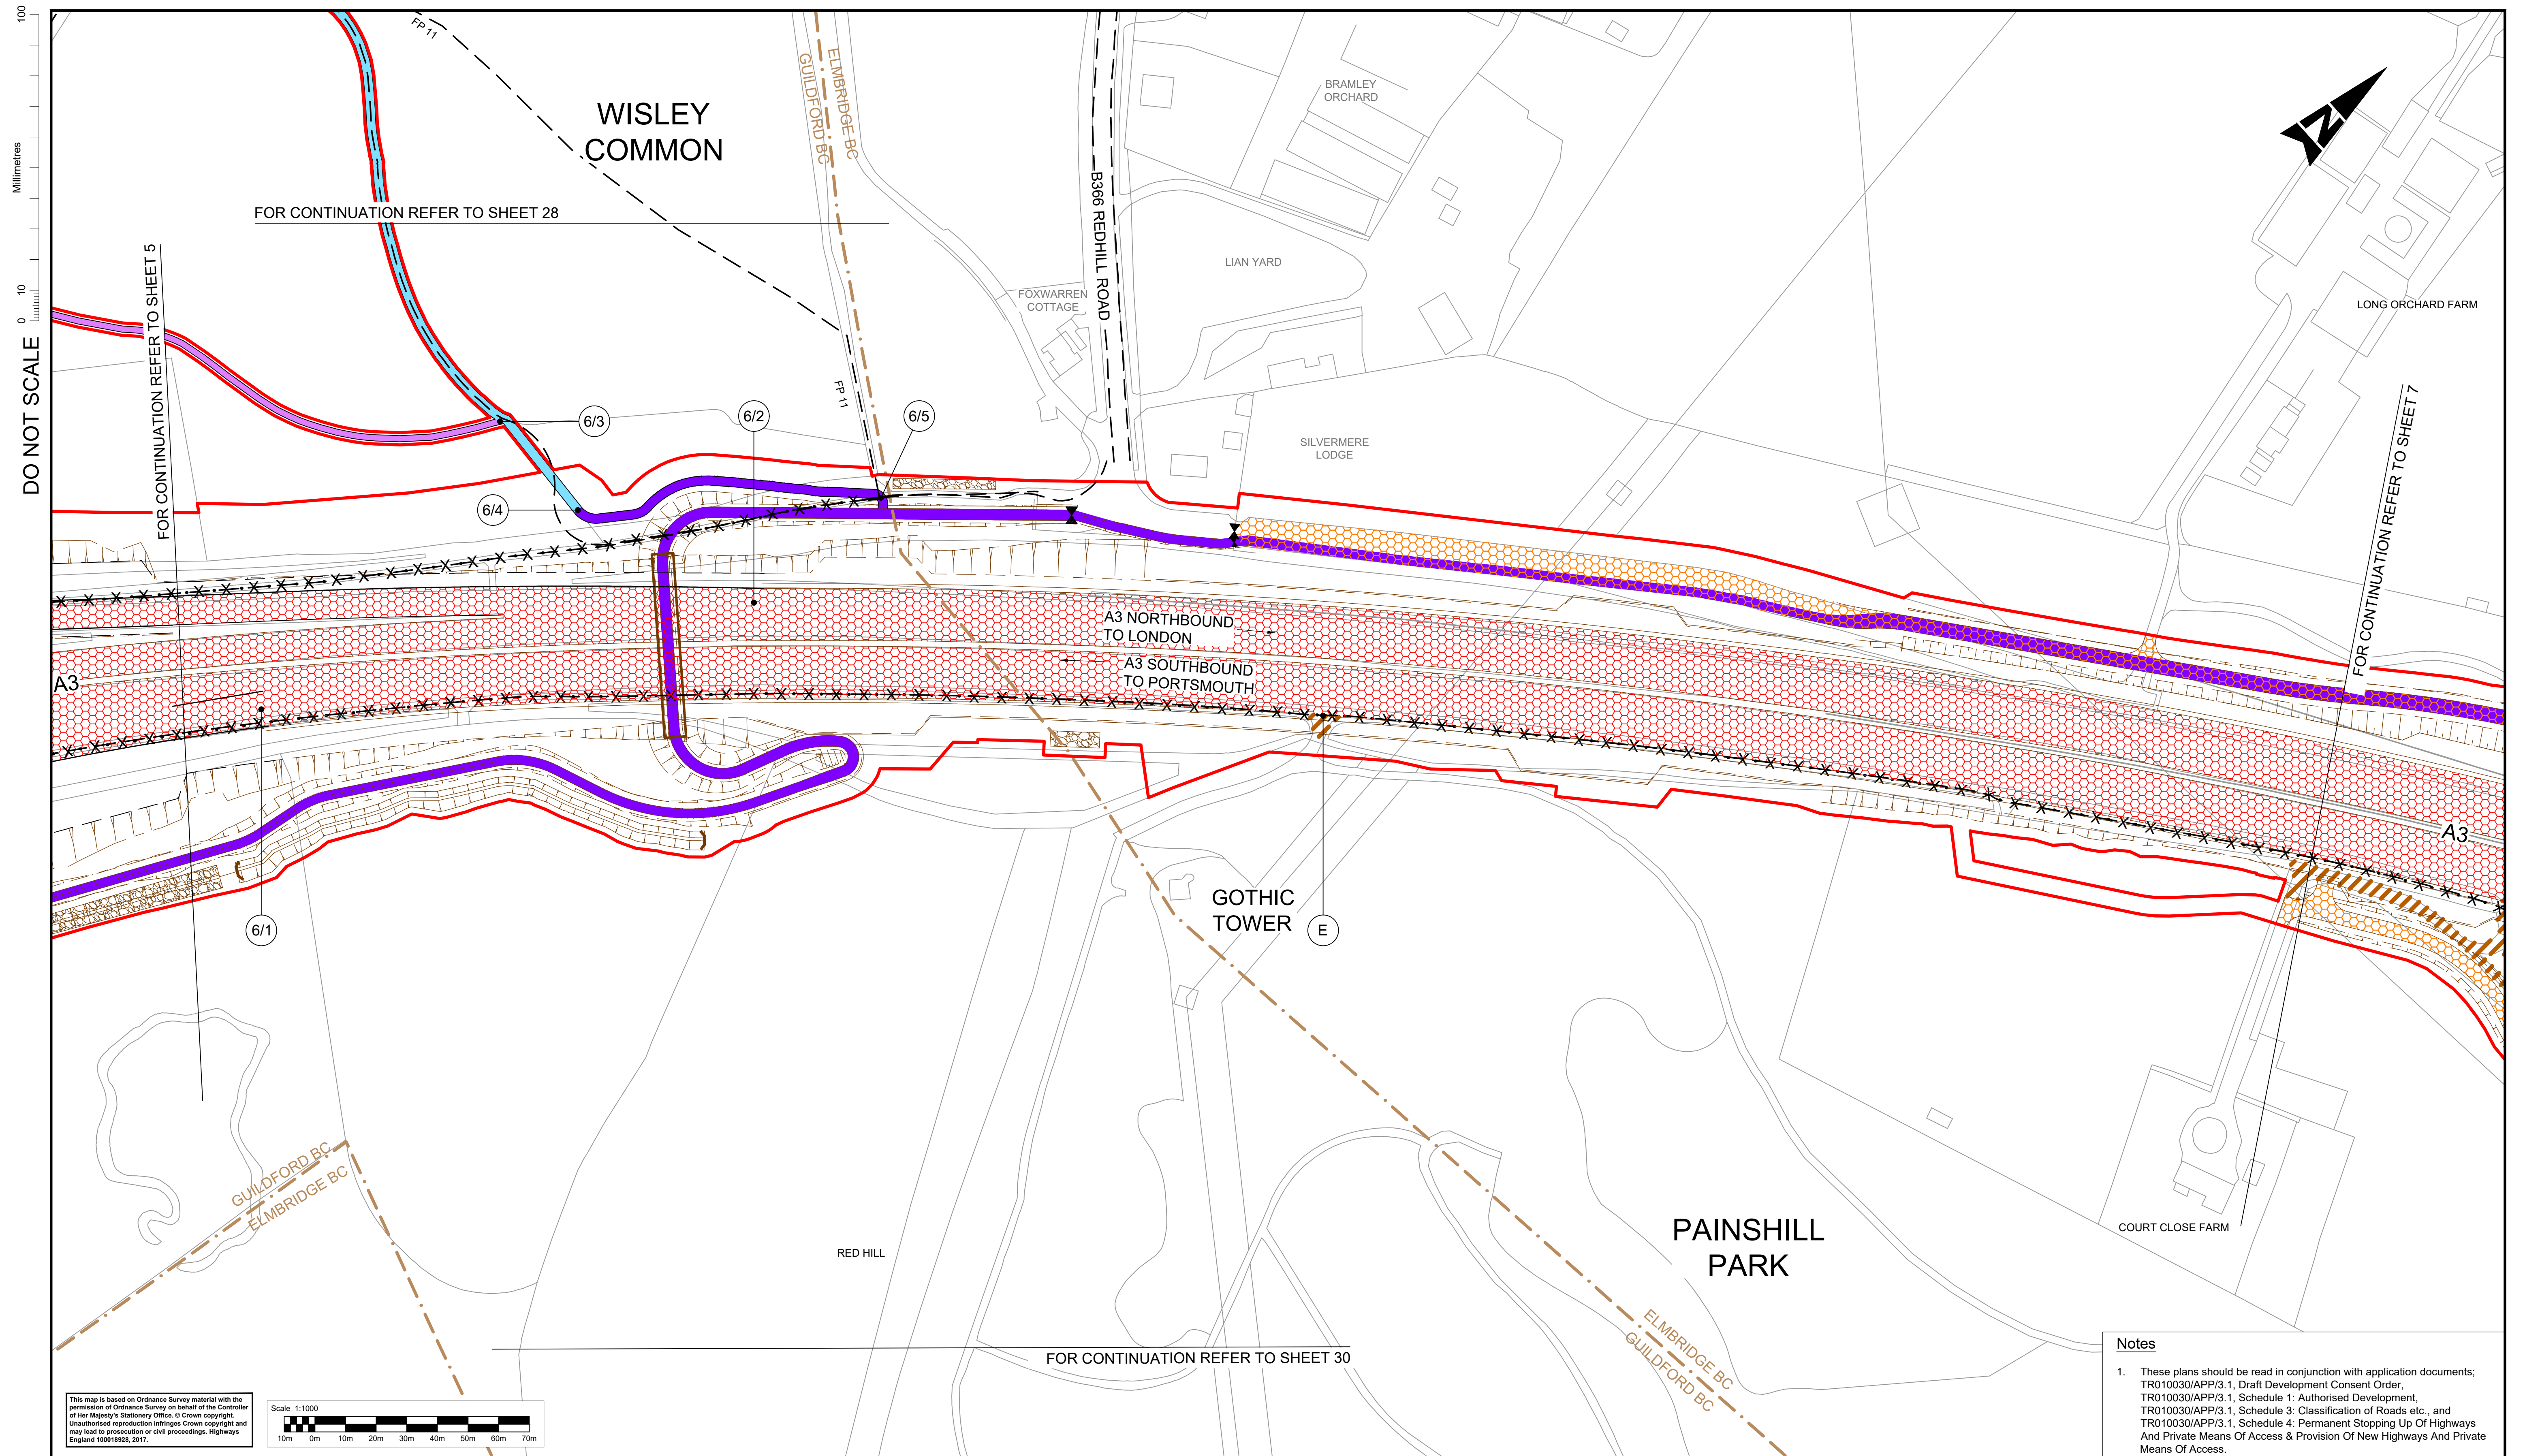 100
Millimetres
10
0
DO NOT SCALE
FP 11
WISLEY
COMMON
GUILDFORD BC
ELMBRIDGE BC
FOR CONTINUATION REFER TO SHEET 28
FOR CONTINUATION REFER TO SHEET 5
B366 REDHILL ROAD
BRAMLEY
ORCHARD
LIAN YARD
FOXWARREN
COTTAGE
N
LONG ORCHARD FARM
FP 11
6/3
6/2
6/5
6/4
SILVERMERE
LODGE
FOR CONTINUATION REFER TO SHEET 7
A3 NORTHBOUND
TO LONDON
A3 SOUTHBOUND
TO PORTSMOUTH
A3
A3
6/1
GOTHIC
TOWER
E
GUILDFORD BC
ELMBRIDGE BC
RED HILL
PAINSHILL
PARK
COURT CLOSE FARM
ELMBRIDGE BC
GUILDFORD BC
FOR CONTINUATION REFER TO SHEET 30
This map is based on Ordnance Survey material with the
permission of Ordnance Survey on behalf of the Controller
of Her Majesty's Stationery Office. © Crown copyright.
Unauthorised reproduction infringes Crown copyright and
may lead to prosecution or civil proceedings. Highways
England 100018928, 2017.
Scale 1:1000
10m 0m 10m 20m 30m 40m 50m 60m 70m
Notes
1. These plans should be read in conjunction with application documents;
TR010030/APP/3.1, Draft Development Consent Order,
TR010030/APP/3.1, Schedule 1: Authorised Development,
TR010030/APP/3.1, Schedule 3: Classification of Roads etc., and
TR010030/APP/3.1, Schedule 4: Permanent Stopping Up Of Highways
And Private Means Of Access & Provision Of New Highways And Private
Means Of Access.